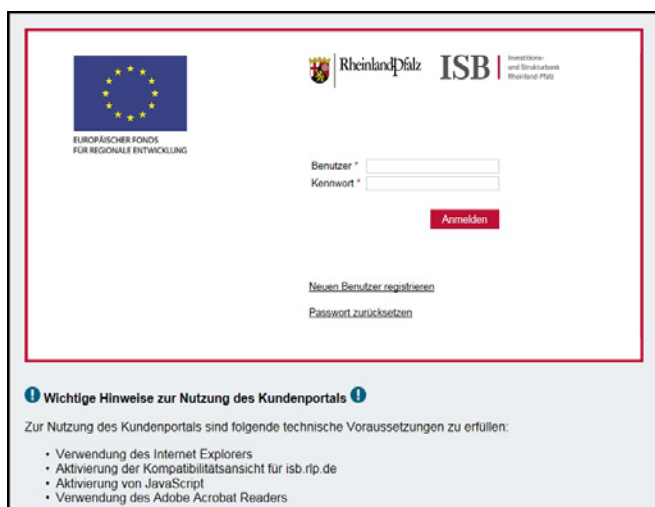 RheinlandPfalz
ISB
Investitions-
und Strukturbank
Rheinland-Pfalz
EUROPÄISCHER FONDS
FÜR REGIONALE ENTWICKLUNG
Benutzer *
Kennwort *
Anmelden
Neuen Benutzer registrieren
Passwort zurücksetzen
Wichtige Hinweise zur Nutzung des Kundenportals
Zur Nutzung des Kundenportals sind folgende technische Voraussetzungen zu erfüllen:
• Verwendung des Internet Explorers
• Aktivierung der Kompatibilitätsansicht für isb.rlp.de
• Aktivierung von JavaScript
• Verwendung des Adobe Acrobat Readers